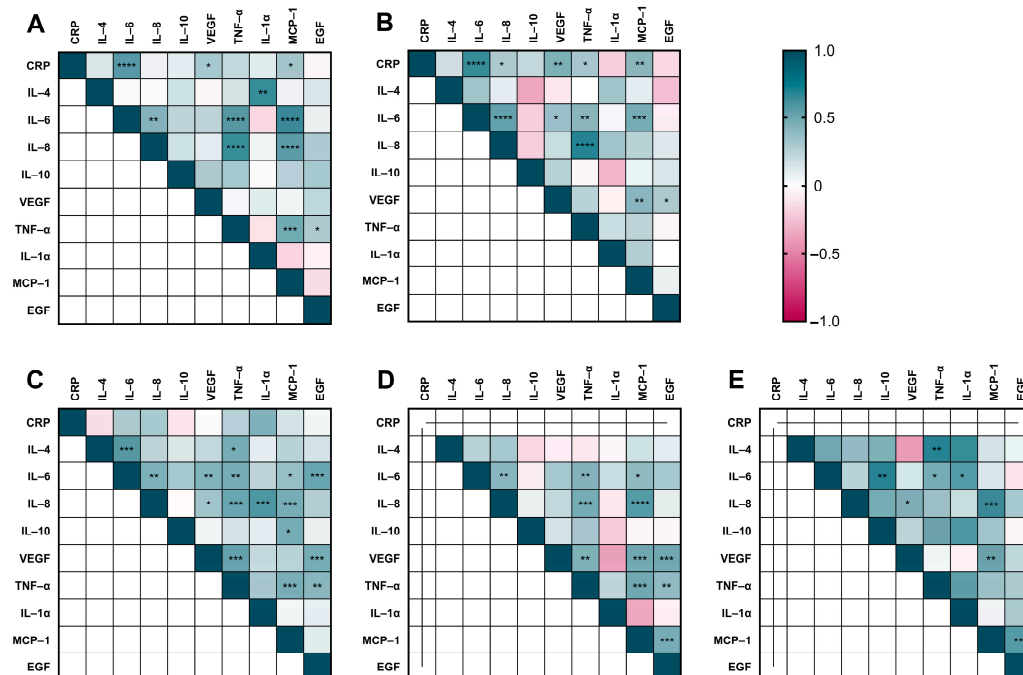 A
CRP IL–4 IL–6 IL–8 IL–10 VEGF TNF–α IL–1α MCP–1 EGF
CRP **** * *
IL–4 **
IL–6 ** **** ****
IL–8 **** ****
IL–10
VEGF
TNF–α *** *
IL–1α
MCP–1
EGF
B
CRP IL–4 IL–6 IL–8 IL–10 VEGF TNF–α IL–1α MCP–1 EGF
CRP **** * ** * **
IL–4
IL–6 **** * ** ***
IL–8 ****
IL–10
VEGF ** *
TNF–α
IL–1α
MCP–1
EGF
1.0
0.5
0
–0.5
–1.0
C
CRP IL–4 IL–6 IL–8 IL–10 VEGF TNF–α IL–1α MCP–1 EGF
CRP
IL–4 *** *
IL–6 ** ** ** * ***
IL–8 * *** *** ***
IL–10 *
VEGF *** ***
TNF–α *** **
IL–1α
MCP–1
EGF
D
CRP IL–4 IL–6 IL–8 IL–10 VEGF TNF–α IL–1α MCP–1 EGF
CRP
IL–4
IL–6 ** ** *
IL–8 *** ****
IL–10
VEGF ** *** ***
TNF–α *** **
IL–1α
MCP–1 ***
EGF
E
CRP IL–4 IL–6 IL–8 IL–10 VEGF TNF–α IL–1α MCP–1 EGF
CRP
IL–4 **
IL–6 ** * *
IL–8 * ***
IL–10
VEGF **
TNF–α
IL–1α
MCP–1 **
EGF